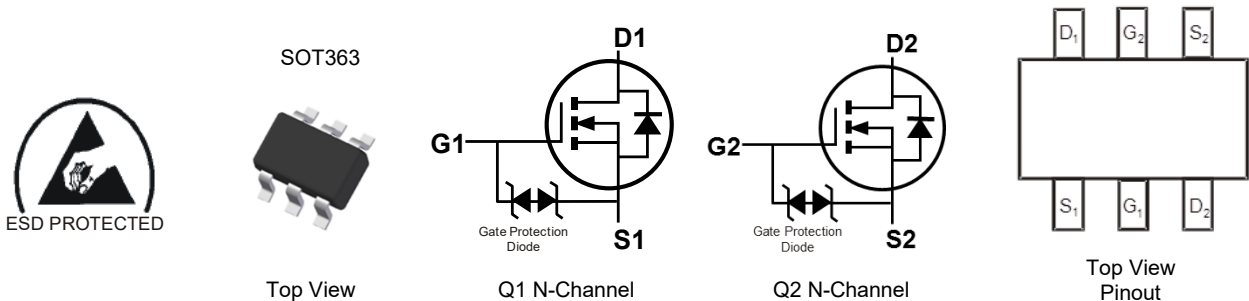 ESD PROTECTED
SOT363
Top View
D1
G1
Gate Protection
Diode
S1
Q1 N-Channel
D2
G2
Gate Protection
Diode
S2
Q2 N-Channel
D₁ G₂ S₂
S₁ G₁ D₂
Top View
Pinout